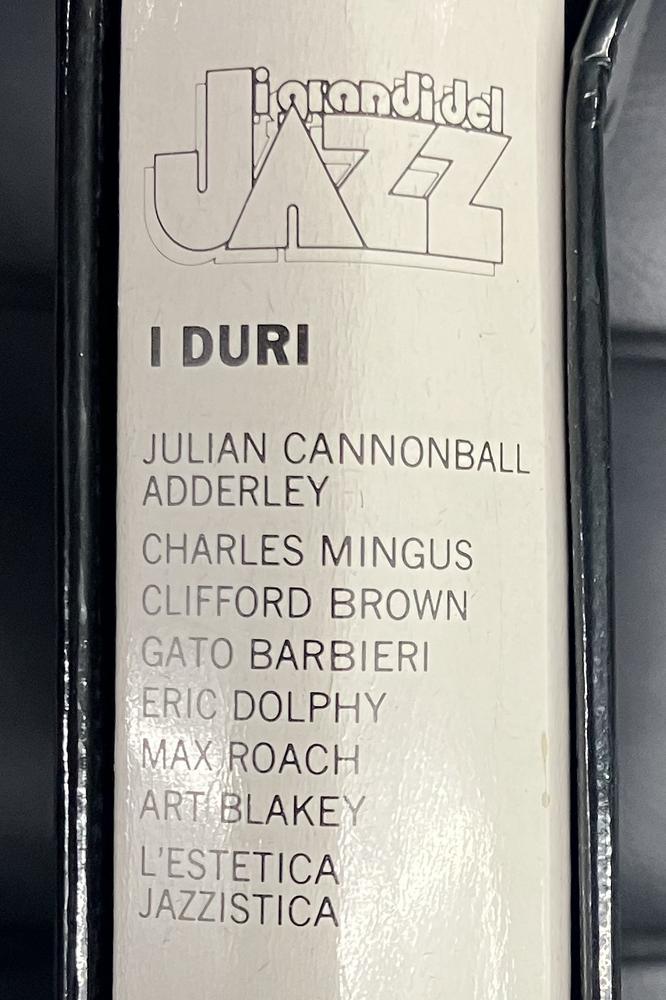 i grandi del
JAZZ
I DURI
JULIAN CANNONBALL
ADDERLEY
CHARLES MINGUS
CLIFFORD BROWN
GATO BARBIERI
ERIC DOLPHY
MAX ROACH
ART BLAKEY
L'ESTETICA
JAZZISTICA